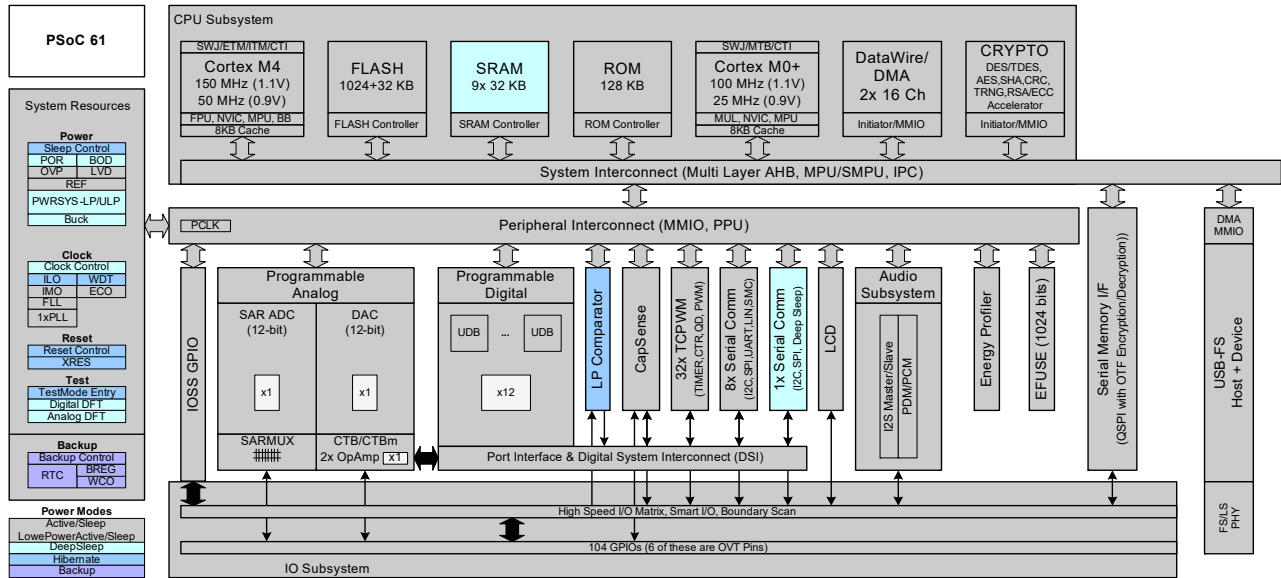 PSoC 61
System Resources
Power
Sleep Control
POR BOD
OVP LVD
REF
PWRSYS-LP/ULP
Buck
Clock
Clock Control
ILO WDT
IMO ECO
FLL
1xPLL
Reset
Reset Control
XRES
Test
TestMode Entry
Digital DFT
Analog DFT
Backup
Backup Control
RTC BREG
WCO
Power Modes
Active/Sleep
LowePowerActive/Sleep
DeepSleep
Hibernate
Backup
CPU Subsystem
SWJ/ETM/ITM/CTI
Cortex M4
150 MHz (1.1V)
50 MHz (0.9V)
FPU, NVIC, MPU, BB
8KB Cache
FLASH
1024+32 KB
FLASH Controller
SRAM
9x 32 KB
SRAM Controller
ROM
128 KB
ROM Controller
SWJ/MTB/CTI
Cortex M0+
100 MHz (1.1V)
25 MHz (0.9V)
MUL, NVIC, MPU
8KB Cache
DataWire/
DMA
2x 16 Ch
Initiator/MMIO
CRYPTO
DES/TDES,
AES,SHA,CRC,
TRNG,RSA/ECC
Accelerator
Initiator/MMIO
System Interconnect (Multi Layer AHB, MPU/SMPU, IPC)
PCLK
Peripheral Interconnect (MMIO, PPU)
IOSS GPIO
Programmable
Analog
SAR ADC
(12-bit)
x1
SARMUX
DAC
(12-bit)
x1
CTB/CTBm
2x OpAmp x1
Programmable
Digital
UDB ... UDB
x12
Port Interface & Digital System Interconnect (DSI)
LP Comparator
CapSense
32x TCPWM
(TIMER,CTR,QD, PWM)
8x Serial Comm
(I2C,SPI,UART,LIN,SMC)
1x Serial Comm
(I2C, SPI, Deep Sleep)
LCD
Audio
Subsystem
I2S Master/Slave
PDM/PCM
Energy Profiler
EFUSE (1024 bits)
Serial Memory I/F
(QSPI with OTF Encryption/Decryption))
DMA
MMIO
USB-FS
Host + Device
FS/LS
PHY
High Speed I/O Matrix, Smart I/O, Boundary Scan
104 GPIOs (6 of these are OVT Pins)
IO Subsystem